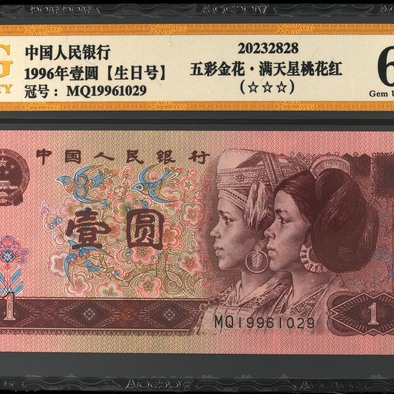 中国人民银行
1996年壹圆【生日号】
冠号：MQ19961029
20232828
五彩金花·满天星桃花红
(☆☆☆)
6
Gem U
中国人民银行
壹圆
1
MQ19961029
1